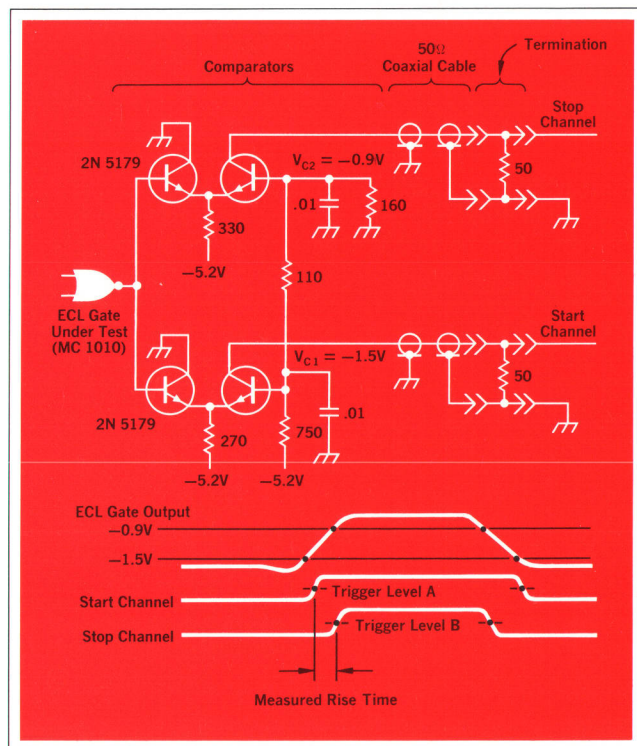 50Ω
Coaxial Cable
Termination
Comparators
Stop
Channel
2N 5179
V C2 = —0.9V
.01
160
50
330
—5.2V
110
ECL Gate
Under Test
(MC 1010)
Start
Channel
V C1 = —1.5V
50
2N 5179
.01
270
750
—5.2V
—5.2V
ECL Gate Output
—0.9V
—1.5V
Trigger Level A
Start Channel
Trigger Level B
Stop Channel
Measured Rise Time